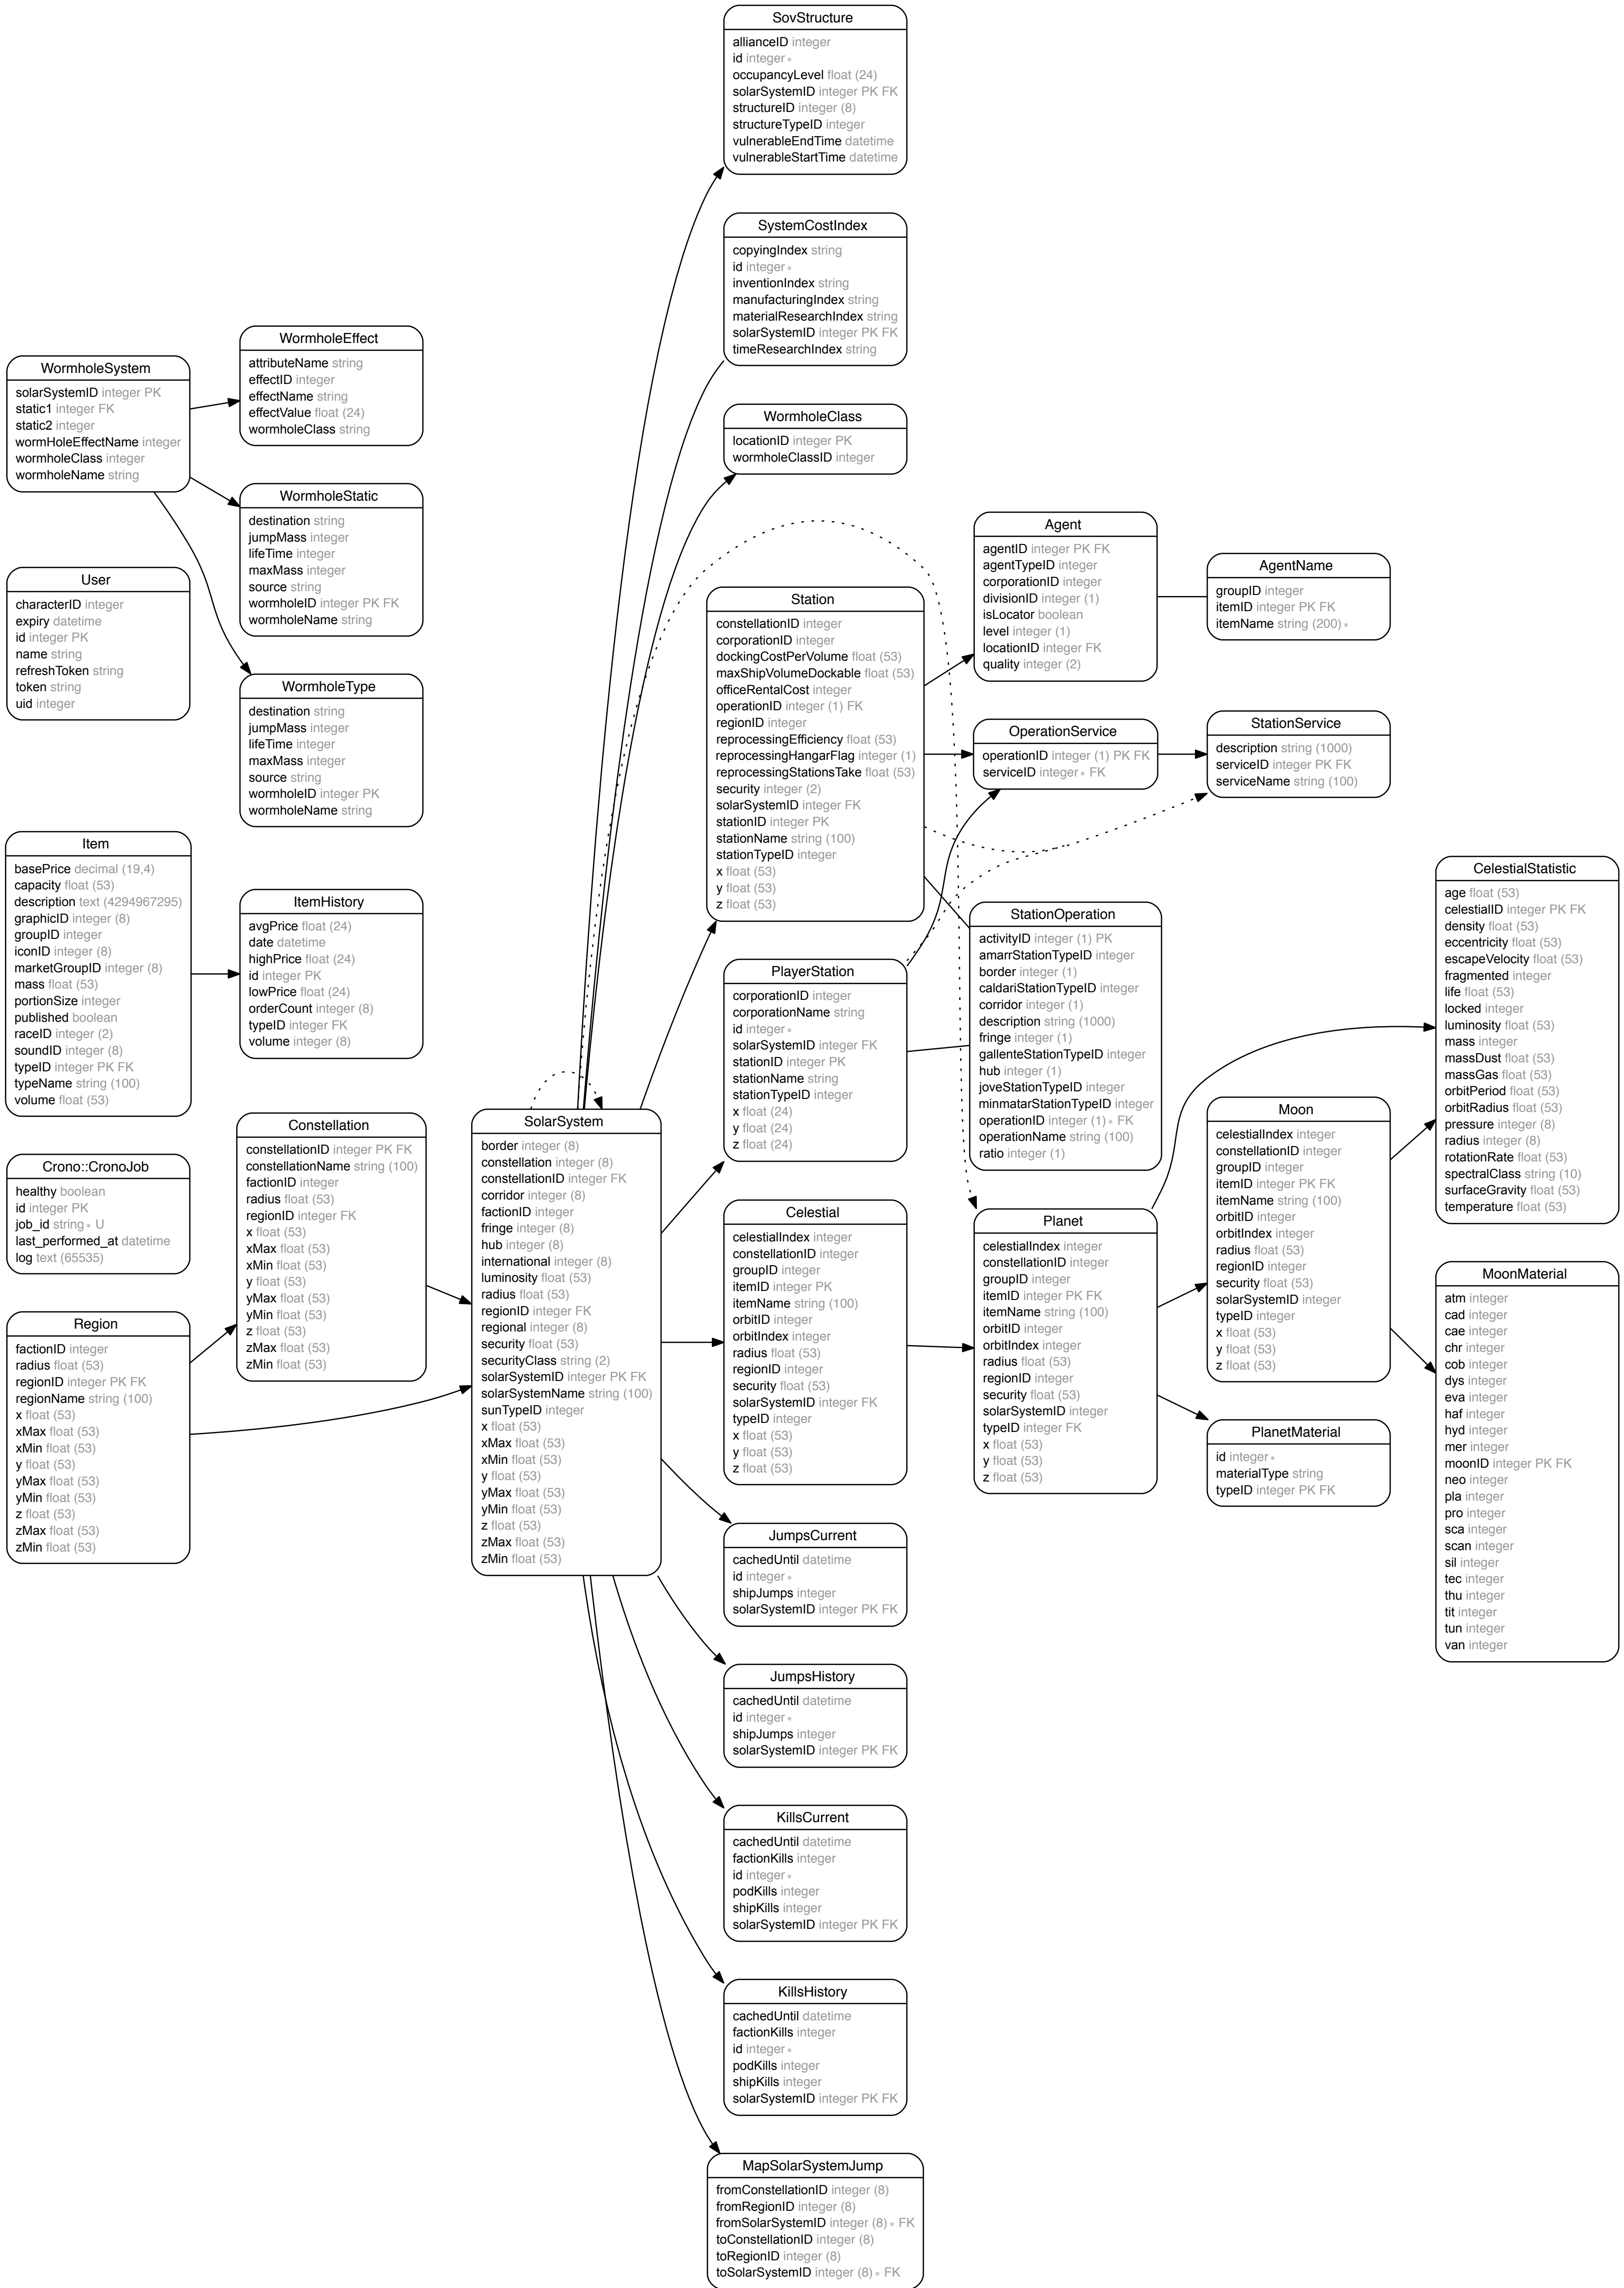 SovStructure
allianceID integer
id integer ∗
occupancyLevel float (24)
solarSystemID integer PK FK
structureID integer (8)
structureTypeID integer
vulnerableEndTime datetime
vulnerableStartTime datetime
SystemCostIndex
copyingIndex string
id integer ∗
inventionIndex string
manufacturingIndex string
materialResearchIndex string
solarSystemID integer PK FK
timeResearchIndex string
WormholeEffect
attributeName string
effectID integer
effectName string
effectValue float (24)
wormholeClass string
WormholeSystem
solarSystemID integer PK
static1 integer FK
static2 integer
wormHoleEffectName integer
wormholeClass integer
wormholeName string
WormholeClass
locationID integer PK
wormholeClassID integer
WormholeStatic
destination string
jumpMass integer
lifeTime integer
maxMass integer
source string
wormholeID integer PK FK
wormholeName string
Agent
agentID integer PK FK
agentTypeID integer
corporationID integer
divisionID integer (1)
isLocator boolean
level integer (1)
locationID integer FK
quality integer (2)
AgentName
groupID integer
itemID integer PK FK
itemName string (200) ∗
User
characterID integer
expiry datetime
id integer PK
name string
refreshToken string
token string
uid integer
Station
constellationID integer
corporationID integer
dockingCostPerVolume float (53)
maxShipVolumeDockable float (53)
officeRentalCost integer
operationID integer (1) FK
regionID integer
reprocessingEfficiency float (53)
reprocessingHangarFlag integer (1)
reprocessingStationsTake float (53)
security integer (2)
solarSystemID integer FK
stationID integer PK
stationName string (100)
stationTypeID integer
x float (53)
y float (53)
z float (53)
WormholeType
destination string
jumpMass integer
lifeTime integer
maxMass integer
source string
wormholeID integer PK
wormholeName string
OperationService
operationID integer (1) PK FK
serviceID integer ∗ FK
StationService
description string (1000)
serviceID integer PK FK
serviceName string (100)
Item
basePrice decimal (19,4)
capacity float (53)
description text (4294967295)
graphicID integer (8)
groupID integer
iconID integer (8)
marketGroupID integer (8)
mass float (53)
portionSize integer
published boolean
raceID integer (2)
soundID integer (8)
typeID integer PK FK
typeName string (100)
volume float (53)
ItemHistory
avgPrice float (24)
date datetime
highPrice float (24)
id integer PK
lowPrice float (24)
orderCount integer (8)
typeID integer FK
volume integer (8)
PlayerStation
corporationID integer
corporationName string
id integer ∗
solarSystemID integer FK
stationID integer PK
stationName string
stationTypeID integer
x float (24)
y float (24)
z float (24)
StationOperation
activityID integer (1) PK
amarrStationTypeID integer
border integer (1)
caldariStationTypeID integer
corridor integer (1)
description string (1000)
fringe integer (1)
gallenteStationTypeID integer
hub integer (1)
joveStationTypeID integer
minmatarStationTypeID integer
operationID integer (1) ∗ FK
operationName string (100)
ratio integer (1)
CelestialStatistic
age float (53)
celestialID integer PK FK
density float (53)
eccentricity float (53)
escapeVelocity float (53)
fragmented integer
life float (53)
locked integer
luminosity float (53)
mass integer
massDust float (53)
massGas float (53)
orbitPeriod float (53)
orbitRadius float (53)
pressure integer (8)
radius integer (8)
rotationRate float (53)
spectralClass string (10)
surfaceGravity float (53)
temperature float (53)
Constellation
constellationID integer PK FK
constellationName string (100)
factionID integer
radius float (53)
regionID integer FK
x float (53)
xMax float (53)
xMin float (53)
y float (53)
yMax float (53)
yMin float (53)
z float (53)
zMax float (53)
zMin float (53)
Crono::CronoJob
healthy boolean
id integer PK
job_id string ∗ U
last_performed_at datetime
log text (65535)
Region
factionID integer
radius float (53)
regionID integer PK FK
regionName string (100)
x float (53)
xMax float (53)
xMin float (53)
y float (53)
yMax float (53)
yMin float (53)
z float (53)
zMax float (53)
zMin float (53)
SolarSystem
border integer (8)
constellation integer (8)
constellationID integer FK
corridor integer (8)
factionID integer
fringe integer (8)
hub integer (8)
international integer (8)
luminosity float (53)
radius float (53)
regionID integer FK
regional integer (8)
security float (53)
securityClass string (2)
solarSystemID integer PK FK
solarSystemName string (100)
sunTypeID integer
x float (53)
xMax float (53)
xMin float (53)
y float (53)
yMax float (53)
yMin float (53)
z float (53)
zMax float (53)
zMin float (53)
Celestial
celestialIndex integer
constellationID integer
groupID integer
itemID integer PK
itemName string (100)
orbitID integer
orbitIndex integer
radius float (53)
regionID integer
security float (53)
solarSystemID integer FK
typeID integer
x float (53)
y float (53)
z float (53)
Planet
celestialIndex integer
constellationID integer
groupID integer
itemID integer PK FK
itemName string (100)
orbitID integer
orbitIndex integer
radius float (53)
regionID integer
security float (53)
solarSystemID integer
typeID integer FK
x float (53)
y float (53)
z float (53)
Moon
celestialIndex integer
constellationID integer
groupID integer
itemID integer PK FK
itemName string (100)
orbitID integer
orbitIndex integer
radius float (53)
regionID integer
security float (53)
solarSystemID integer
typeID integer
x float (53)
y float (53)
z float (53)
PlanetMaterial
id integer ∗
materialType string
typeID integer PK FK
MoonMaterial
atm integer
cad integer
cae integer
chr integer
cob integer
dys integer
eva integer
haf integer
hyd integer
mer integer
moonID integer PK FK
neo integer
pla integer
pro integer
sca integer
scan integer
sil integer
tec integer
thu integer
tit integer
tun integer
van integer
JumpsCurrent
cachedUntil datetime
id integer ∗
shipJumps integer
solarSystemID integer PK FK
JumpsHistory
cachedUntil datetime
id integer ∗
shipJumps integer
solarSystemID integer PK FK
KillsCurrent
cachedUntil datetime
factionKills integer
id integer ∗
podKills integer
shipKills integer
solarSystemID integer PK FK
KillsHistory
cachedUntil datetime
factionKills integer
id integer ∗
podKills integer
shipKills integer
solarSystemID integer PK FK
MapSolarSystemJump
fromConstellationID integer (8)
fromRegionID integer (8)
fromSolarSystemID integer (8) ∗ FK
toConstellationID integer (8)
toRegionID integer (8)
toSolarSystemID integer (8) ∗ FK